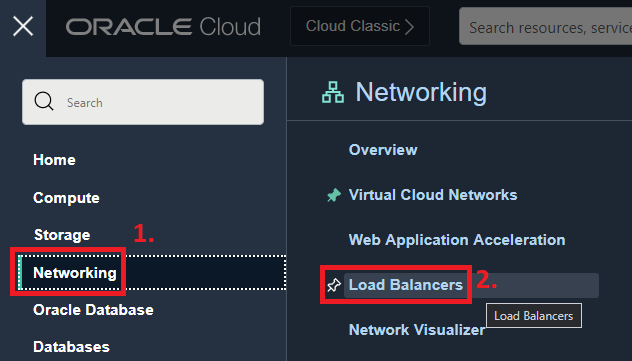 ORACLE Cloud
Cloud Classic >
Search resources, service
Search
Home
Compute
Storage
1.
Networking
Oracle Database
Databases
Networking
Overview
Virtual Cloud Networks
Web Application Acceleration
Load Balancers
2.
Load Balancers
Network Visualizer